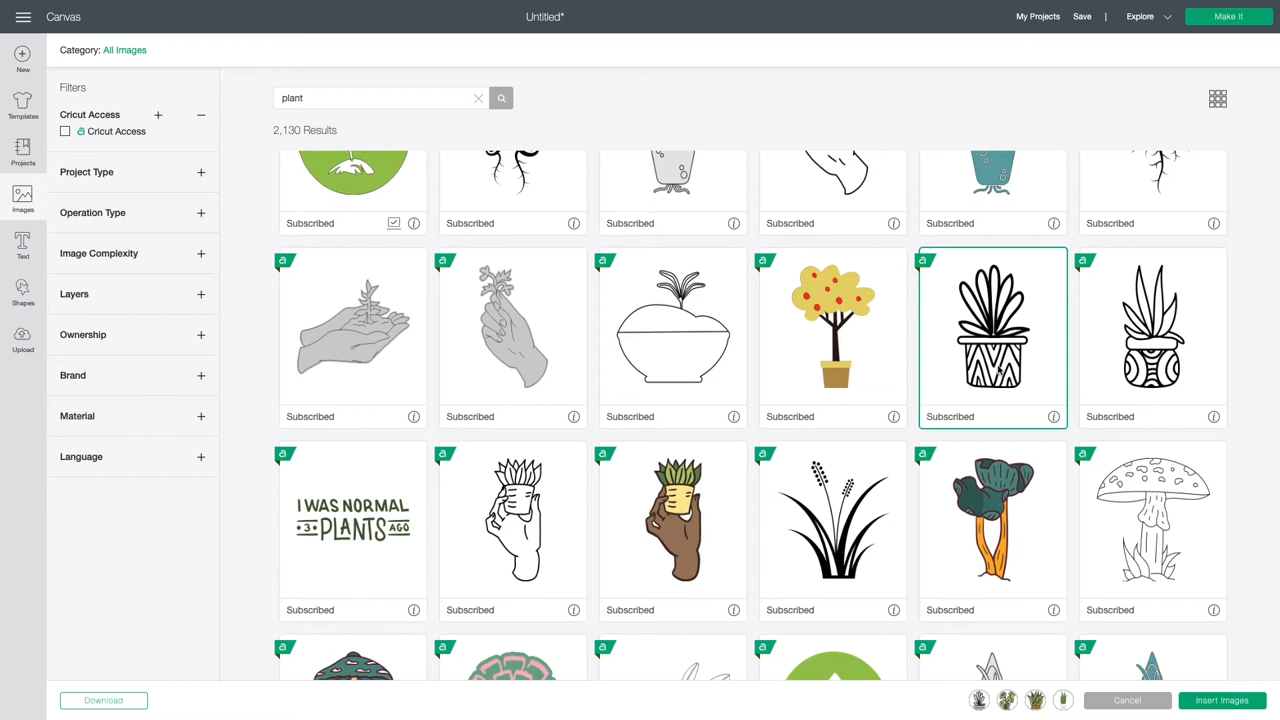 Canvas
Untitled*
My Projects
Save
|
Explore
Make It
New
Templates
Projects
Images
Text
Shapes
Upload
Category: All Images
Filters
Cricut Access
Cricut Access
Project Type
Operation Type
Image Complexity
Layers
Ownership
Brand
Material
Language
plant
2,130 Results
Subscribed
Subscribed
Subscribed
Subscribed
Subscribed
Subscribed
Subscribed
Subscribed
Subscribed
Subscribed
Subscribed
Subscribed
I WAS NORMAL
3 PLANTS AGO
Subscribed
Subscribed
Subscribed
Subscribed
Subscribed
Subscribed
Download
Cancel
Insert Images